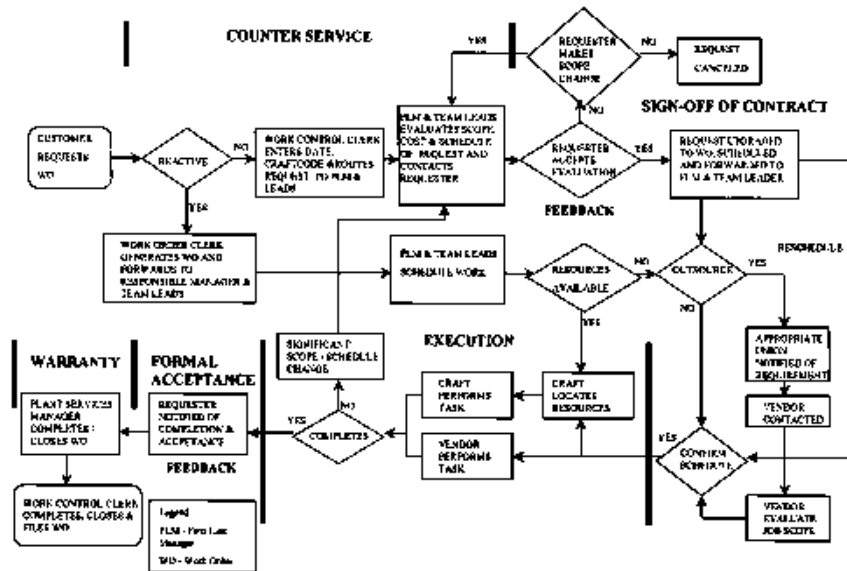 COUNTER SERVICE
YES
REQUESTER
MAKES
SCOPE
CHANGE
NO
REQUEST
CANCELED
SIGN-OFF OF CONTRACT
CUSTOMER
REQUESTS
WO
REACTIVE
NO
WORK CONTROL CLERK
ENTERS DATE,
CRAFTCODE & ROUTES
REQUEST TO FLM &
LEADS
FLM & TEAM LEADS
EVALUATES SCOPE,
COST & SCHEDULE
OF REQUEST AND
CONTACTS
REQUESTER
NO
REQUESTER
ACCEPTS
EVALUATION
YES
REQUEST UPGRADED
TO WO, SCHEDULED
AND FORWARDED TO
FLM & TEAM LEADER
FEEDBACK
YES
WORK ORDER CLERK
GENERATES WO AND
FORWARDS TO
RESPONSIBLE MANAGER &
TEAM LEADS
FLM & TEAM LEADS
SCHEDULE WORK
RESOURCES
AVAILABLE
NO
OUTSOURCE
YES
RESCHEDULE
YES
NO
SIGNIFICANT
SCOPE / SCHEDULE
CHANGE
EXECUTION
APPROPRIATE
UNION
NOTIFIED OF
REQUIREMENT
WARRANTY
FORMAL
ACCEPTANCE
CRAFT
PERFORMS
TASK
CRAFT
LOCATES
RESOURCES
PLANT SERVICES
MANAGER
COMPLETES /
CLOSES WO
REQUESTER
NOTIFIED OF
COMPLETION &
ACCEPTANCE
NO
YES
COMPLETES
VENDOR
CONTACTED
VENDOR
PERFORMS
TASK
YES
CONFIRM
SCHEDULE
FEEDBACK
WORK CONTROL CLERK
COMPLETES, CLOSES &
FILES WO
Legend
FLM - First Line
Manager
WO - Work Order
VENDOR
EVALUATE
JOB SCOPE